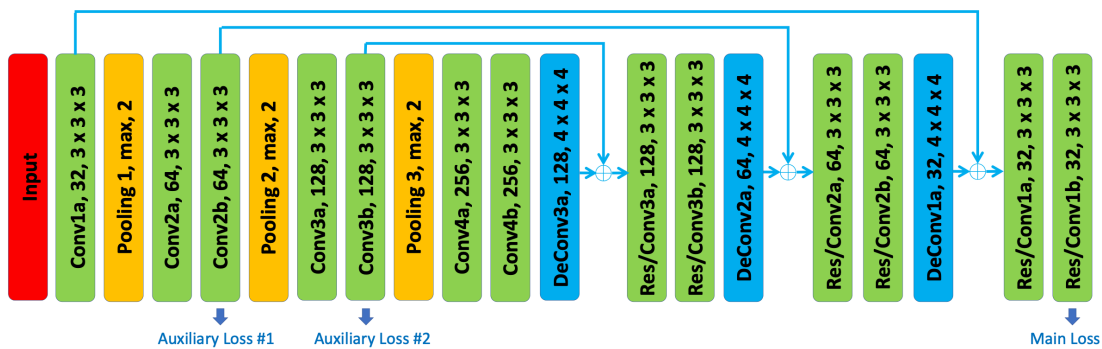 Input
Conv1a, 32, 3 x 3 x 3
Pooling 1, max, 2
Conv2a, 64, 3 x 3 x 3
Conv2b, 64, 3 x 3 x 3
Pooling 2, max, 2
Conv3a, 128, 3 x 3 x 3
Conv3b, 128, 3 x 3 x 3
Pooling 3, max, 2
Conv4a, 256, 3 x 3 x 3
Conv4b, 256, 3 x 3 x 3
DeConv3a, 128, 4 x 4 x 4
Res/Conv3a, 128, 3 x 3 x 3
Res/Conv3b, 128, 3 x 3 x 3
DeConv2a, 64, 4 x 4 x 4
Res/Conv2a, 64, 3 x 3 x 3
Res/Conv2b, 64, 3 x 3 x 3
DeConv1a, 32, 4 x 4 x 4
Res/Conv1a, 32, 3 x 3 x 3
Res/Conv1b, 32, 3 x 3 x 3
Auxiliary Loss #1
Auxiliary Loss #2
Main Loss